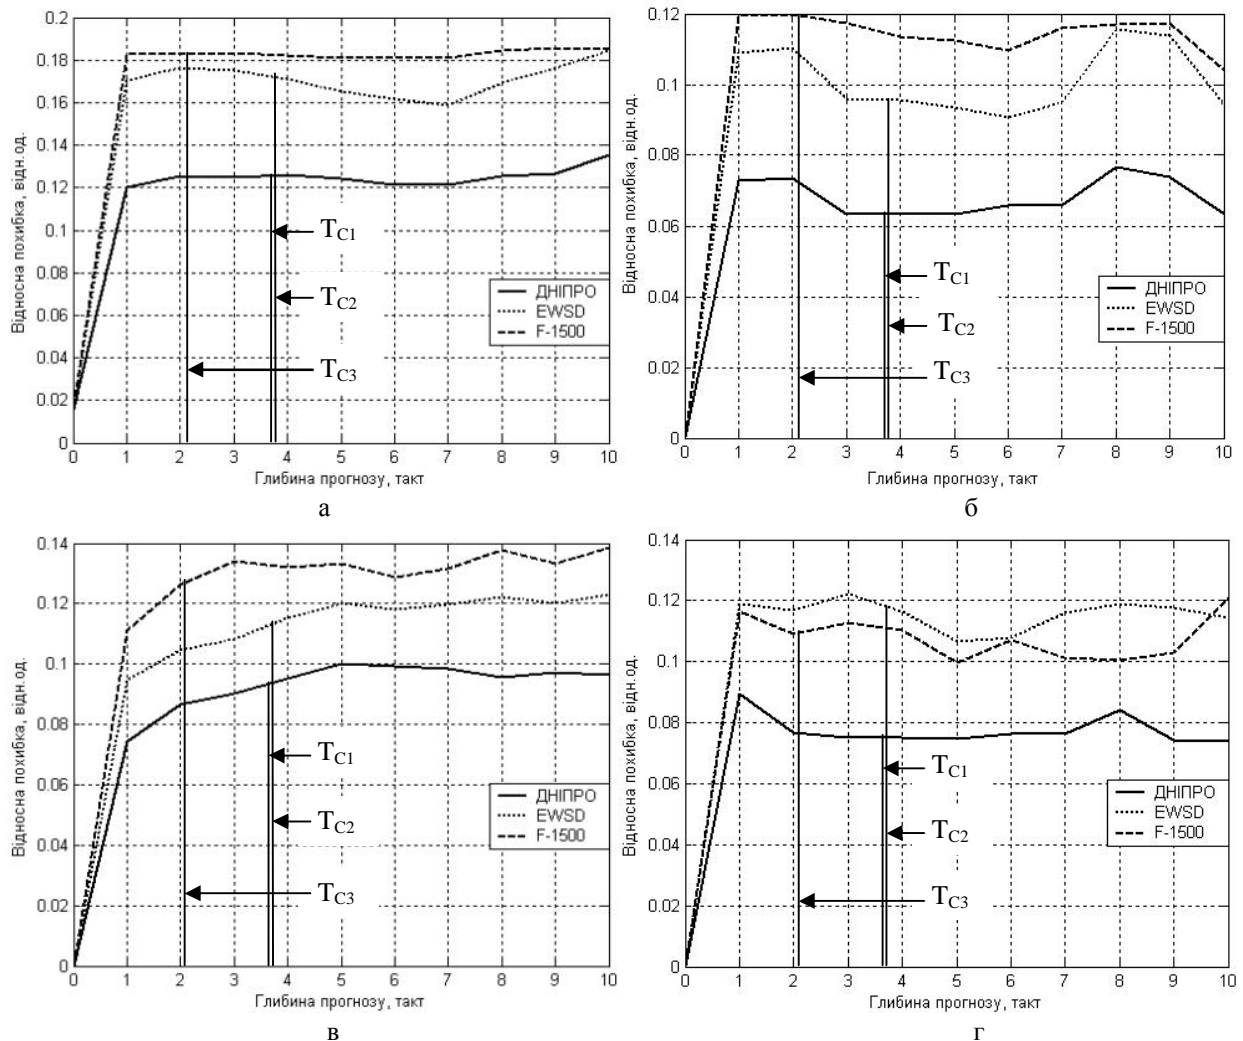 0.2
0.18
0.16
0.14
0.12
0.1
0.08
0.06
0.04
0.02
0
Відносна похибка, відн.од.
TC1
TC2
TC3
ДНІПРО
EWSD
F-1500
0 1 2 3 4 5 6 7 8 9 10
Глибина прогнозу, такт
а
0.12
0.1
0.08
0.06
0.04
0.02
0
Відносна похибка, відн.од.
TC1
TC2
TC3
ДНІПРО
EWSD
F-1500
0 1 2 3 4 5 6 7 8 9 10
Глибина прогнозу, такт
б
0.14
0.12
0.1
0.08
0.06
0.04
0.02
0
Відносна похибка, відн.од.
TC1
TC2
TC3
ДНІПРО
EWSD
F-1500
0 1 2 3 4 5 6 7 8 9 10
Глибина прогнозу, такт
в
0.14
0.12
0.1
0.08
0.06
0.04
0.02
0
Відносна похибка, відн.од.
TC1
TC2
TC3
ДНІПРО
EWSD
F-1500
0 1 2 3 4 5 6 7 8 9 10
Глибина прогнозу, такт
г